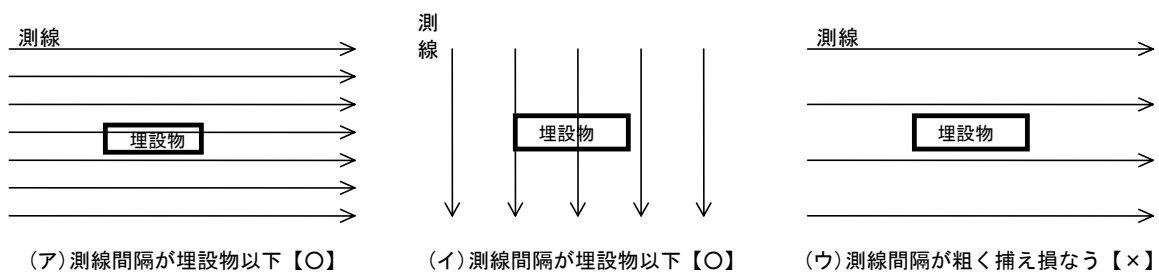 測線
埋設物
(ア)測線間隔が埋設物以下【〇】
測線
埋設物
(イ)測線間隔が埋設物以下【〇】
測線
埋設物
(ウ)測線間隔が粗く捕え損なう【×】